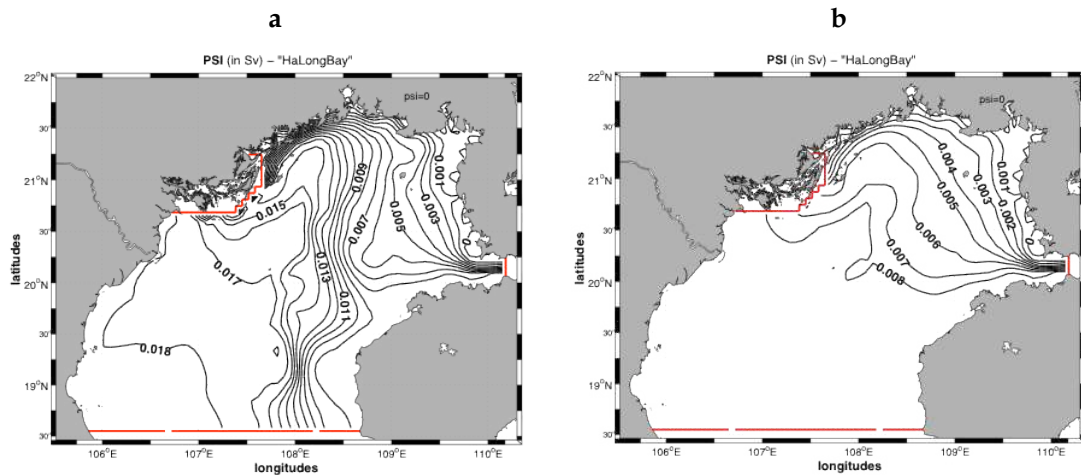 a
PSI (in Sv) – "HaLongBay"
22°N
psi=0
30'
0.009
0.001
21°N
0.015
0.007
0.003
0.005
30'
0
latitudes
0.017
0.013
20°N
0.011
30'
0.018
19°N
30'
106°E
107°E
108°E
109°E
110°E
longitudes
b
PSI (in Sv) – "HaLongBay"
22°N
psi=0
30'
0.004
0.001
21°N
0.005
0.003
0.002
30'
0.006
0
latitudes
0.007
20°N
0.008
30'
19°N
30'
106°E
107°E
108°E
109°E
110°E
longitudes